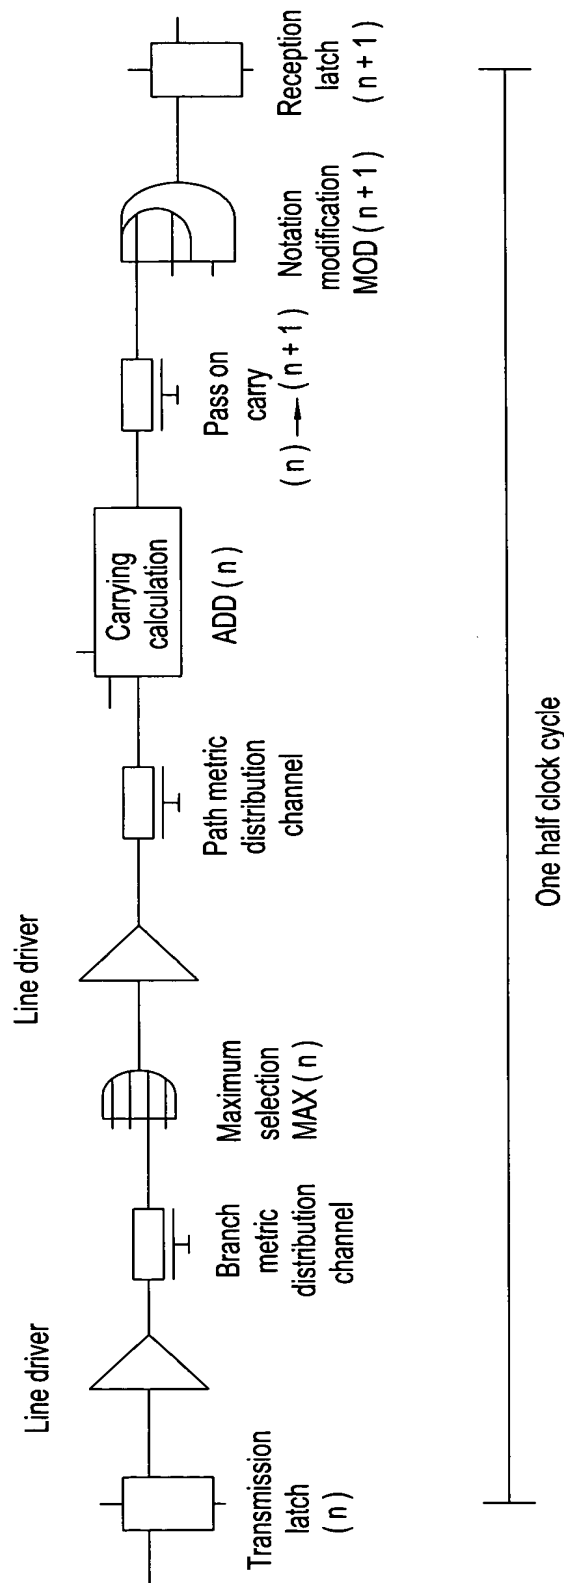 Line driver
Line driver
Transmission
latch
( n )
Branch
metric
distribution
channel
Maximum
selection
MAX ( n )
Path metric
distribution
channel
Carrying
calculation
ADD ( n )
Pass on
carry
( n ) → ( n + 1 )
Notation
modification
MOD ( n + 1 )
Reception
latch
( n + 1 )
One half clock cycle